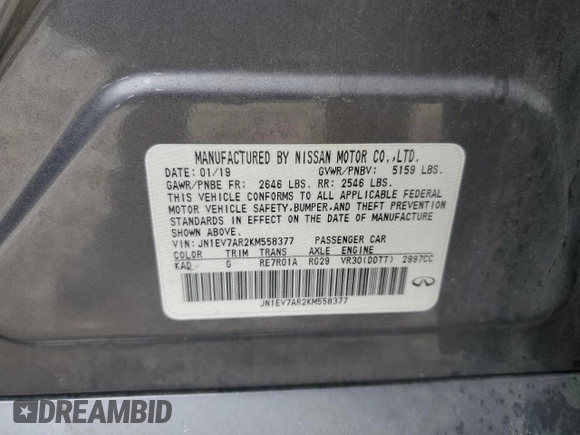 MANUFACTURED BY NISSAN MOTOR CO.,LTD.
DATE: 01/19 GVWR/PNBV: 5159 LBS.
GAWR/PNBE FR: 2646 LBS. RR: 2546 LBS.
THIS VEHICLE CONFORMS TO ALL APPLICABLE FEDERAL
MOTOR VEHICLE SAFETY,BUMPER,AND THEFT PREVENTION
STANDARDS IN EFFECT ON THE DATE OF MANUFACTURE
SHOWN ABOVE.
VIN: JN1EV7AR2KM558377 PASSENGER CAR
COLOR TRIM TRANS AXLE ENGINE
KAD G RE7R01A RG29 VR30(DDTT) 2997CC
JN1EV7AR2KM558377
DREAMBID